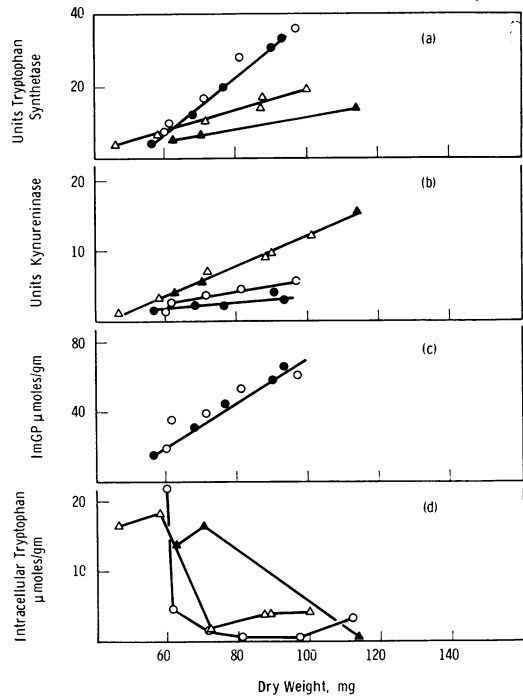 40
20
Units Tryptophan
Synthetase
(a)
20
10
Units Kynureninase
(b)
80
40
ImGP μmoles/gm
(c)
20
10
Intracellular Tryptophan
μmoles/gm
(d)
60
80
100
120
140
Dry Weight, mg